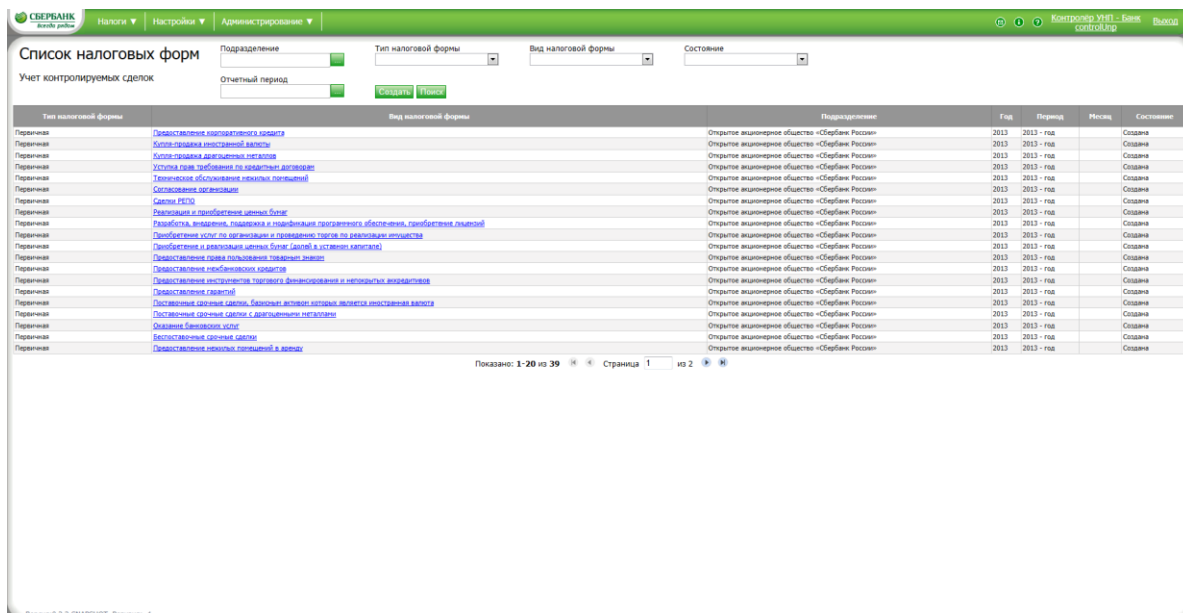 СБЕРБАНК
Всегда рядом
Налоги ▼ Настройки ▼ Администрирование ▼
Контролёр УНП - Банк
controlUnp
Выход
Список налоговых форм
Учет контролируемых сделок
Подразделение Тип налоговой формы Вид налоговой формы Состояние
Отчетный период
Создать Поиск
Тип налоговой формы Вид налоговой формы Подразделение Год Период Месяц Состояние
Первичная Предоставление корпоративного кредита Открытое акционерное общество «Сбербанк России» 2013 2013 - год Создана
Первичная Купля-продажа иностранной валюты Открытое акционерное общество «Сбербанк России» 2013 2013 - год Создана
Первичная Купля-продажа драгоценных металлов Открытое акционерное общество «Сбербанк России» 2013 2013 - год Создана
Первичная Уступка прав требования по кредитным договорам Открытое акционерное общество «Сбербанк России» 2013 2013 - год Создана
Первичная Техническое обслуживание нежилых помещений Открытое акционерное общество «Сбербанк России» 2013 2013 - год Создана
Первичная Согласование организации Открытое акционерное общество «Сбербанк России» 2013 2013 - год Создана
Первичная Сделки РЕПО Открытое акционерное общество «Сбербанк России» 2013 2013 - год Создана
Первичная Реализация и приобретение ценных бумаг Открытое акционерное общество «Сбербанк России» 2013 2013 - год Создана
Первичная Разработка, внедрение, поддержка и модификация программного обеспечения, приобретение лицензий Открытое акционерное общество «Сбербанк России» 2013 2013 - год Создана
Первичная Приобретение услуг по организации и проведению торгов по реализации имущества Открытое акционерное общество «Сбербанк России» 2013 2013 - год Создана
Первичная Приобретение и реализация ценных бумаг (долей в уставном капитале) Открытое акционерное общество «Сбербанк России» 2013 2013 - год Создана
Первичная Предоставление права пользования товарным знаком Открытое акционерное общество «Сбербанк России» 2013 2013 - год Создана
Первичная Предоставление межбанковских кредитов Открытое акционерное общество «Сбербанк России» 2013 2013 - год Создана
Первичная Предоставление инструментов торгового финансирования и непокрытых аккредитивов Открытое акционерное общество «Сбербанк России» 2013 2013 - год Создана
Первичная Предоставление гарантий Открытое акционерное общество «Сбербанк России» 2013 2013 - год Создана
Первичная Поставочные срочные сделки, базисным активом которых является иностранная валюта Открытое акционерное общество «Сбербанк России» 2013 2013 - год Создана
Первичная Поставочные срочные сделки с драгоценными металлами Открытое акционерное общество «Сбербанк России» 2013 2013 - год Создана
Первичная Оказание банковских услуг Открытое акционерное общество «Сбербанк России» 2013 2013 - год Создана
Первичная Беспоставочные срочные сделки Открытое акционерное общество «Сбербанк России» 2013 2013 - год Создана
Первичная Предоставление нежилых помещений в аренду Открытое акционерное общество «Сбербанк России» 2013 2013 - год Создана
Показано: 1-20 из 39 Страница 1 из 2